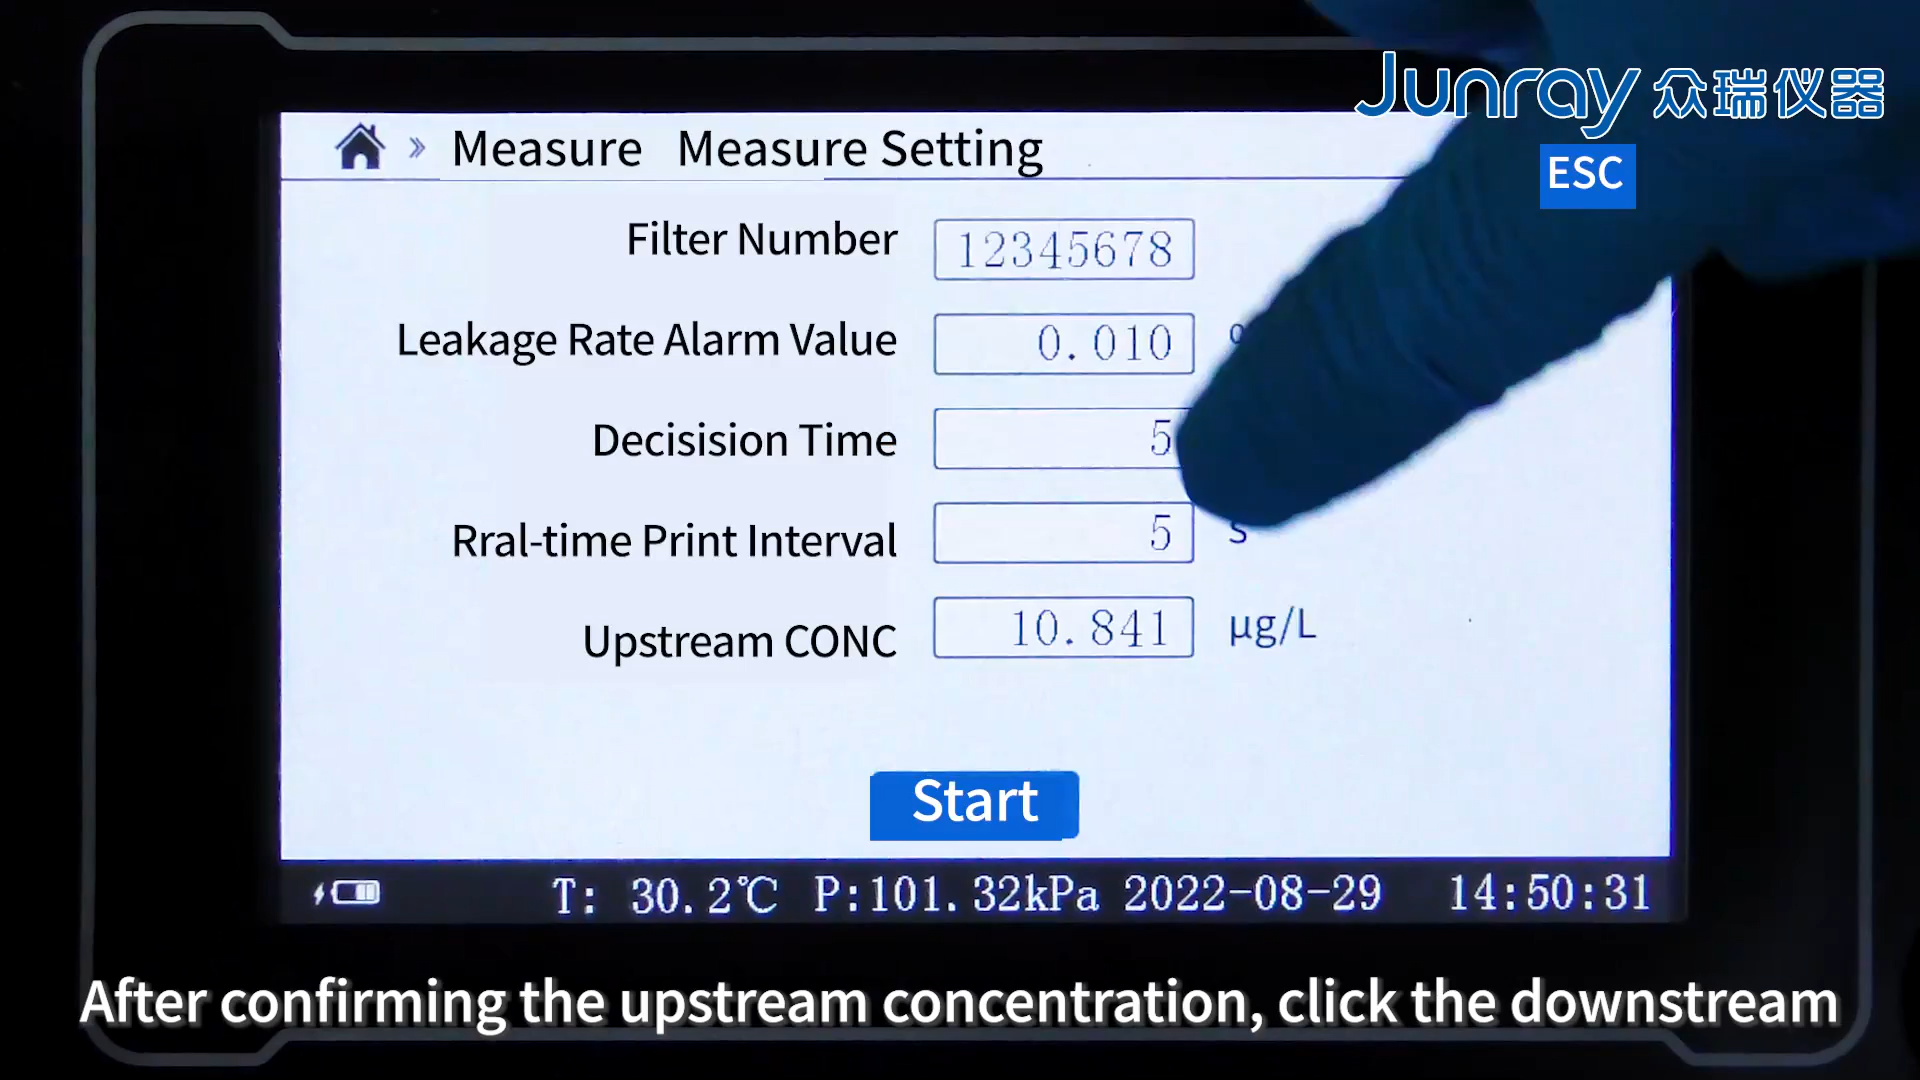 Junray 众瑞仪器
» Measure Measure Setting
ESC
Filter Number 12345678
Leakage Rate Alarm Value 0.010
Decisision Time 5
Rral-time Print Interval 5 s
Upstream CONC 10.841 μg/L
Start
T: 30.2℃ P:101.32kPa 2022-08-29 14:50:31
After confirming the upstream concentration, click the downstream